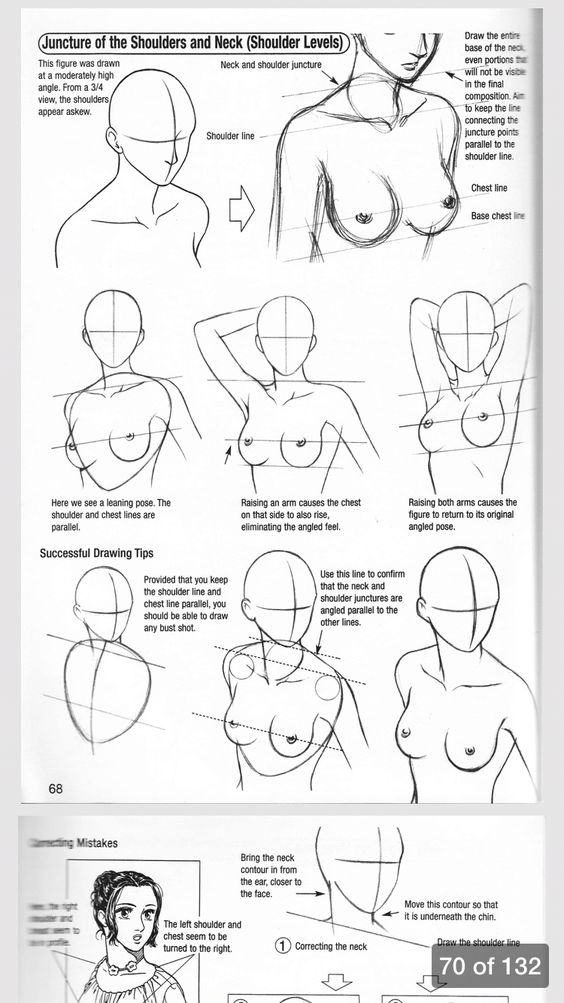 Juncture of the Shoulders and Neck (Shoulder Levels)
This figure was drawn
at a moderately high
angle. From a 3/4
view, the shoulders
appear askew.
Neck and shoulder juncture
Shoulder line
Draw the entire
base of the neck,
even portions that
will not be visible
in the final
composition. Aim
to keep the line
connecting the
juncture points
parallel to the
shoulder line.
Chest line
Base chest line
Here we see a leaning pose. The
shoulder and chest lines are
parallel.
Raising an arm causes the chest
on that side to also rise,
eliminating the angled feel.
Raising both arms causes the
figure to return to its original
angled pose.
Successful Drawing Tips
Provided that you keep
the shoulder line and
chest line parallel, you
should be able to draw
any bust shot.
Use this line to confirm
that the neck and
shoulder junctures are
angled parallel to the
other lines.
68
Correcting Mistakes
the right
shoulder and
seem to
profile.
The left shoulder and
chest seem to be
turned to the right.
Bring the neck
contour in from
the ear, closer to
the face.
Move this contour so that
it is underneath the chin.
1 Correcting the neck
Draw the shoulder line
70 of 132